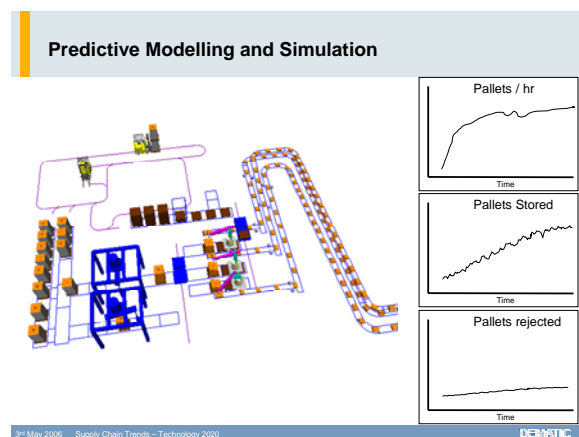 Predictive Modelling and Simulation
Pallets / hr
Time
Pallets Stored
Time
Pallets rejected
Time
3rd May 2006 Supply Chain Trends – Technology 2020
DEMATIC